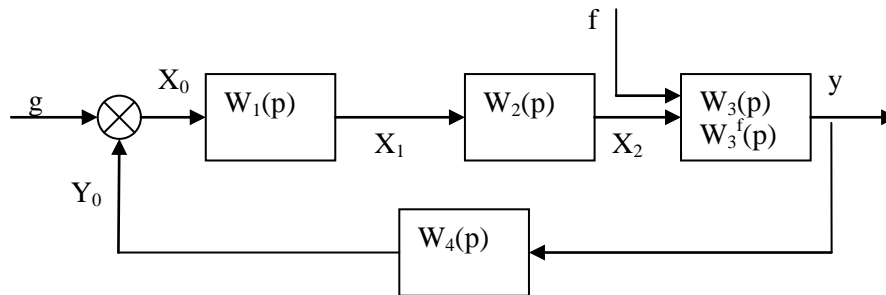 f
g
X₀
W₁(p)
X₁
W₂(p)
X₂
W₃(p)
W₃ᶠ(p)
y
Y₀
W₄(p)